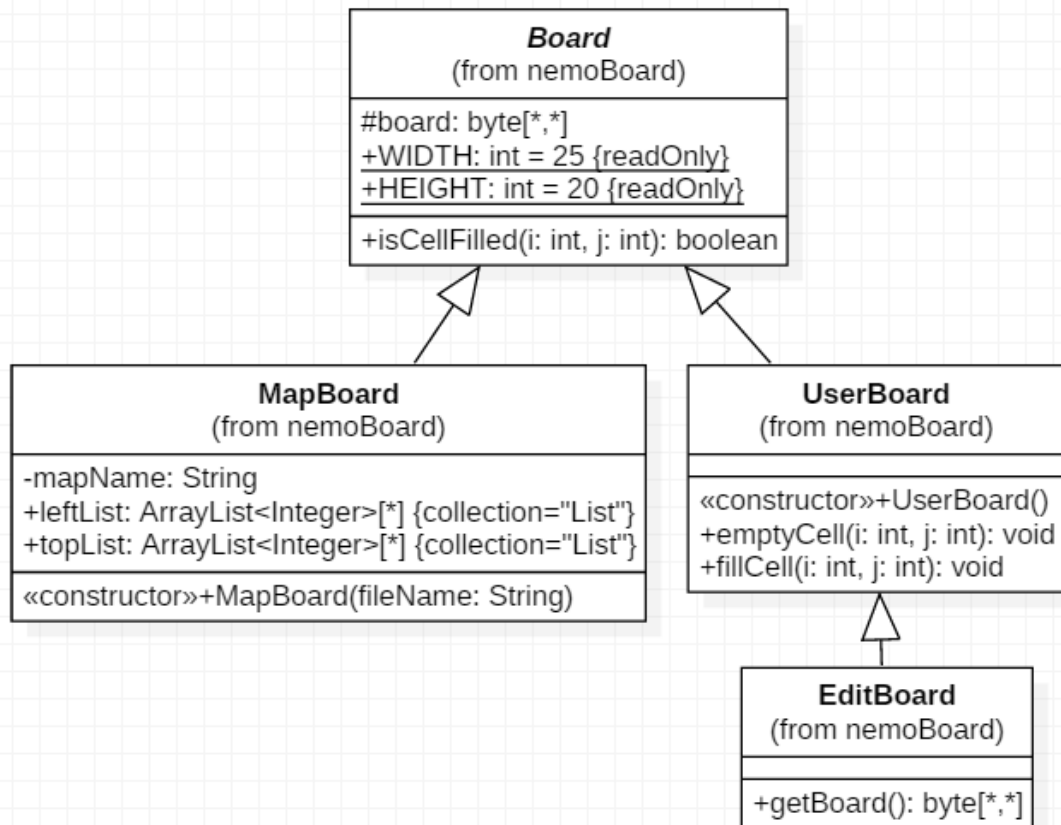 Board
(from nemoBoard)
#board: byte[*,*]
+WIDTH: int = 25 {readOnly}
+HEIGHT: int = 20 {readOnly}
+isCellFilled(i: int, j: int): boolean
MapBoard
(from nemoBoard)
-mapName: String
+leftList: ArrayList<Integer>[*] {collection="List"}
+topList: ArrayList<Integer>[*] {collection="List"}
«constructor»+MapBoard(fileName: String)
UserBoard
(from nemoBoard)
«constructor»+UserBoard()
+emptyCell(i: int, j: int): void
+fillCell(i: int, j: int): void
EditBoard
(from nemoBoard)
+getBoard(): byte[*,*]